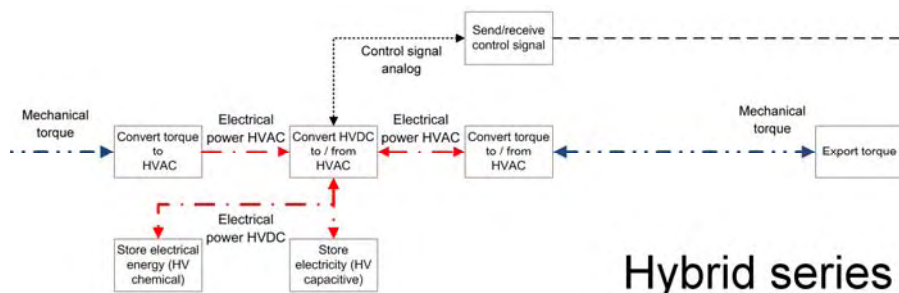 Send/receive
control signal
Control signal
analog
Mechanical
torque
Convert torque
to
HVAC
Electrical
power HVAC
Convert HVDC
to / from
HVAC
Electrical
power HVAC
Convert torque
to / from
HVAC
Mechanical
torque
Export torque
Electrical
power HVDC
Store electrical
energy (HV
chemical)
Store
electricity (HV
capacitive)
Hybrid series